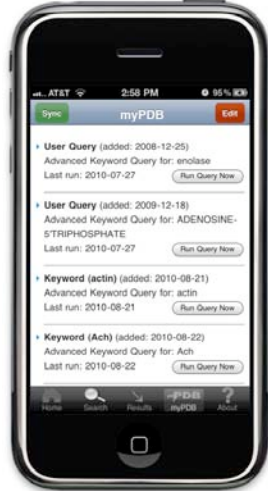 AT&T 2:58 PM 95%
Sync myPDB Edit
User Query (added: 2008-12-25)
Advanced Keyword Query for: enolase
Last run: 2010-07-27 Run Query Now
User Query (added: 2009-12-18)
Advanced Keyword Query for: ADENOSINE-
5'TRIPHOSPHATE
Last run: 2010-07-27 Run Query Now
Keyword (actin) (added: 2010-08-21)
Advanced Keyword Query for: actin
Last run: 2010-08-21 Run Query Now
Keyword (Ach) (added: 2010-08-22)
Advanced Keyword Query for: Ach
Last run: 2010-08-22 Run Query Now
Home Search Results myPDB About